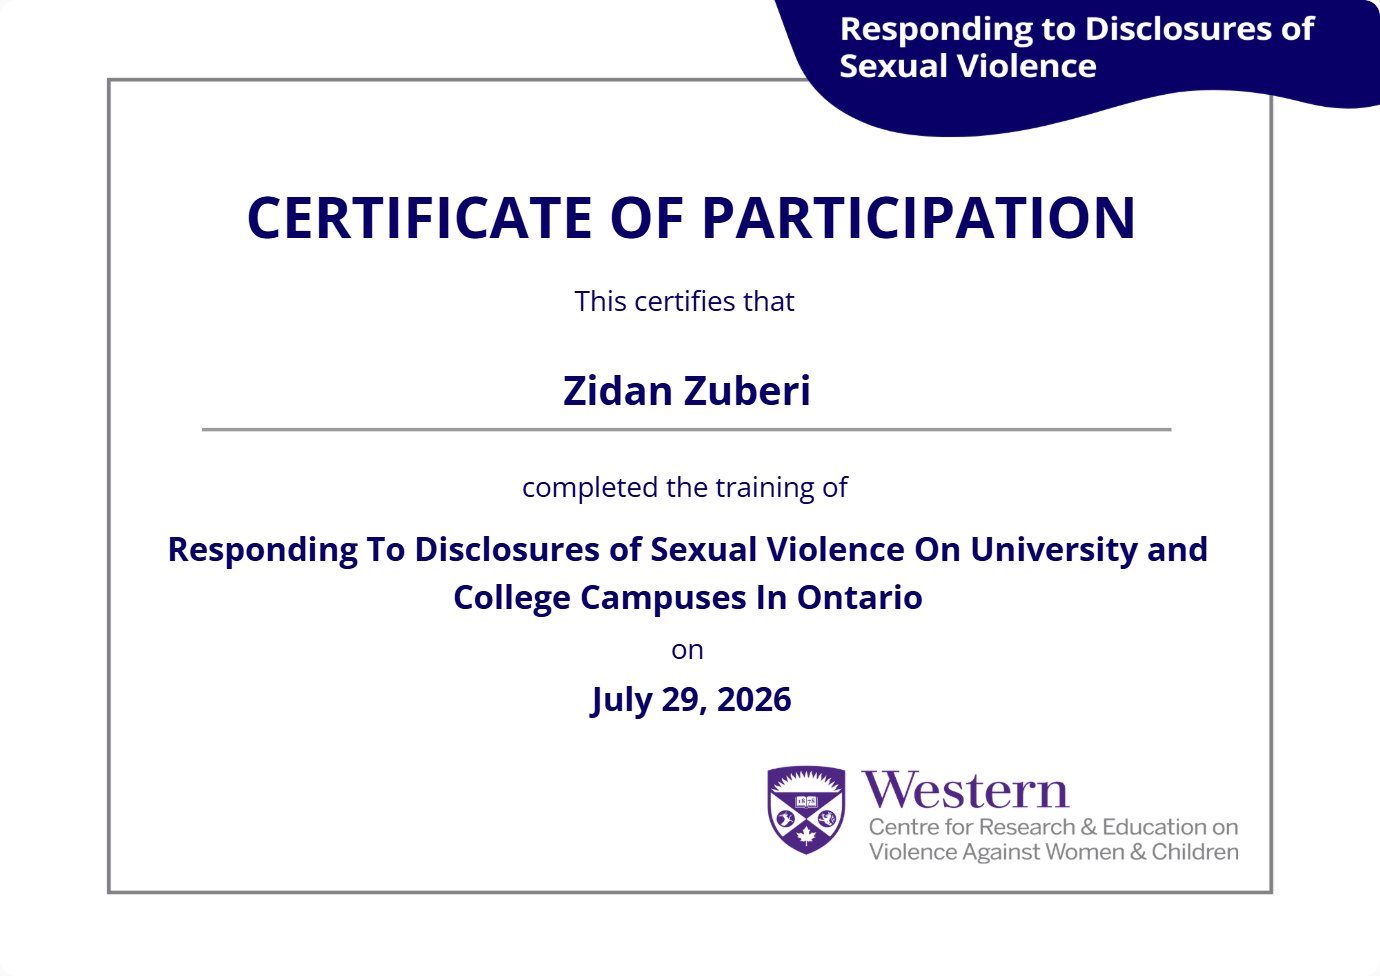 Responding to Disclosures of
Sexual Violence
CERTIFICATE OF PARTICIPATION
This certifies that
Zidan Zuberi
completed the training of
Responding To Disclosures of Sexual Violence On University and
College Campuses In Ontario
on
July 29, 2026
Western
Centre for Research & Education on
Violence Against Women & Children